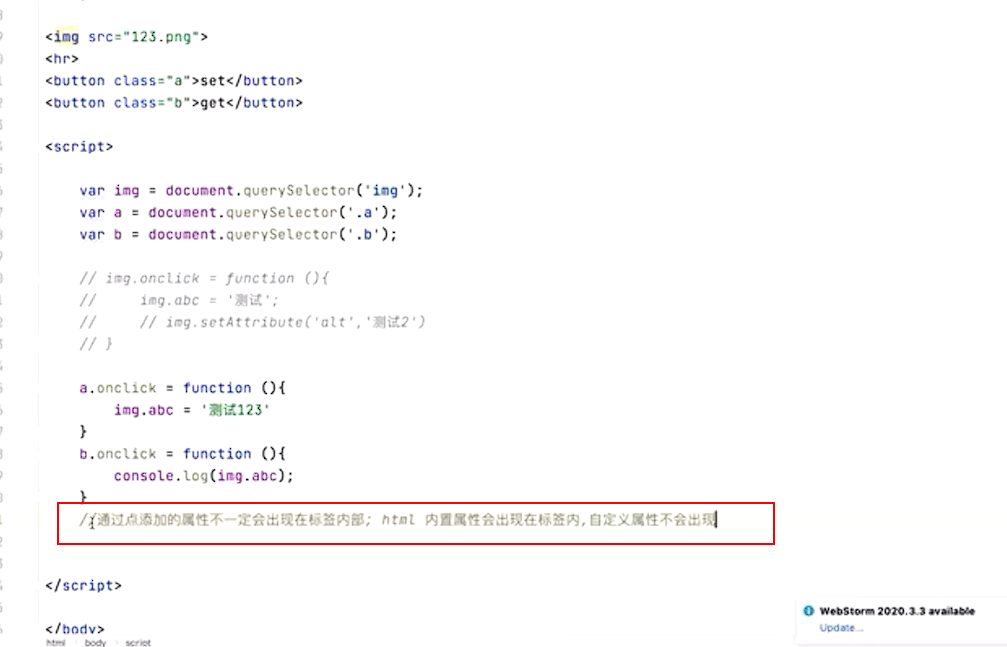 <img src="123.png">
<hr>
<button class="a">set</button>
<button class="b">get</button>
<script>
var img = document.querySelector('img');
var a = document.querySelector('.a');
var b = document.querySelector('.b');
// img.onclick = function (){
//     img.abc = '测试';
//     // img.setAttribute('alt','测试2')
// }
a.onclick = function (){
img.abc = '测试123'
}
b.onclick = function (){
console.log(img.abc);
}
//通过点添加的属性不一定会出现在标签内部; html 内置属性会出现在标签内,自定义属性不会出现
</script>
</body>
html body script
WebStorm 2020.3.3 available
Update...